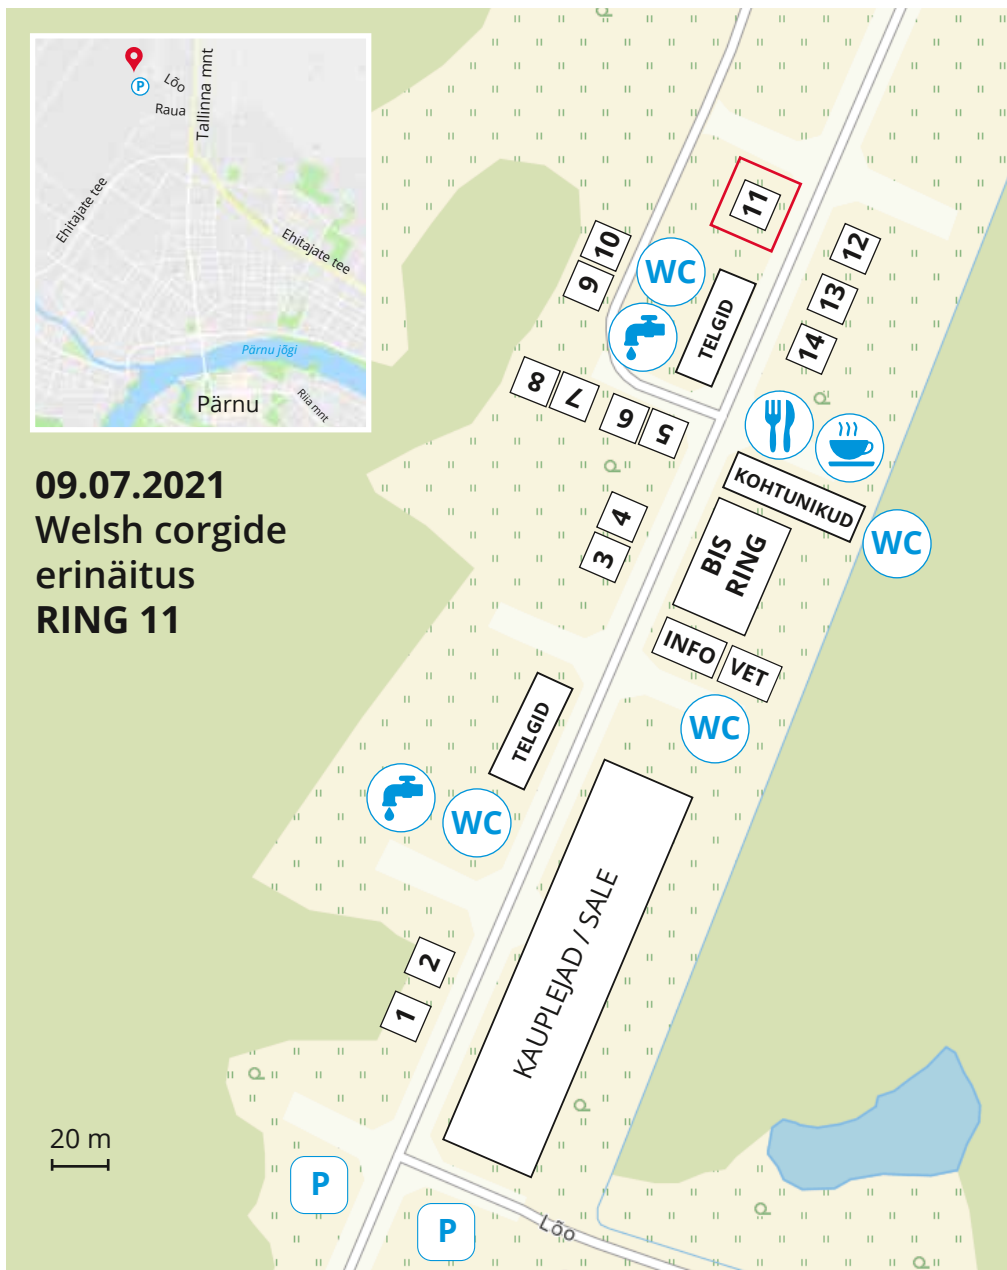 Lõo
P
Raua
Tallinna mnt
Ehitajate tee
Ehitajate tee
Pärnu jõgi
Pärnu
Riia mnt
09.07.2021
Welsh corgide
erinäitus
RING 11
11
12
10
9
WC
13
TELGID
14
8
7
6
5
KOHTUNIKUD
4
3
WC
BIS
RING
INFO
VET
WC
TELGID
WC
KAUPLEJAD / SALE
2
1
20 m
P
P
Lõo